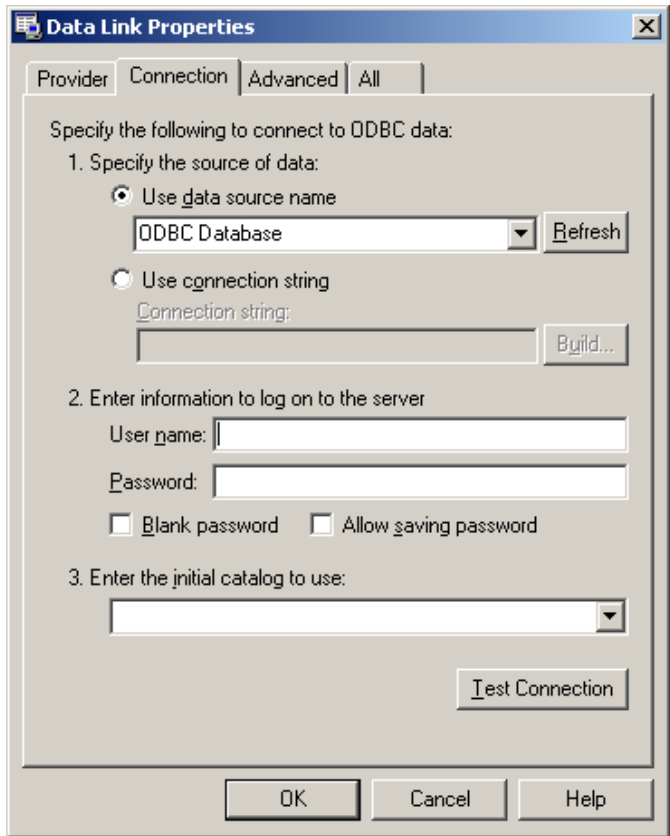 Data Link Properties
Provider Connection Advanced All
Specify the following to connect to ODBC data:
1. Specify the source of data:
Use data source name
ODBC Database Refresh
Use connection string
Connection string:
Build...
2. Enter information to log on to the server
User name:
Password:
Blank password Allow saving password
3. Enter the initial catalog to use:
Test Connection
OK Cancel Help